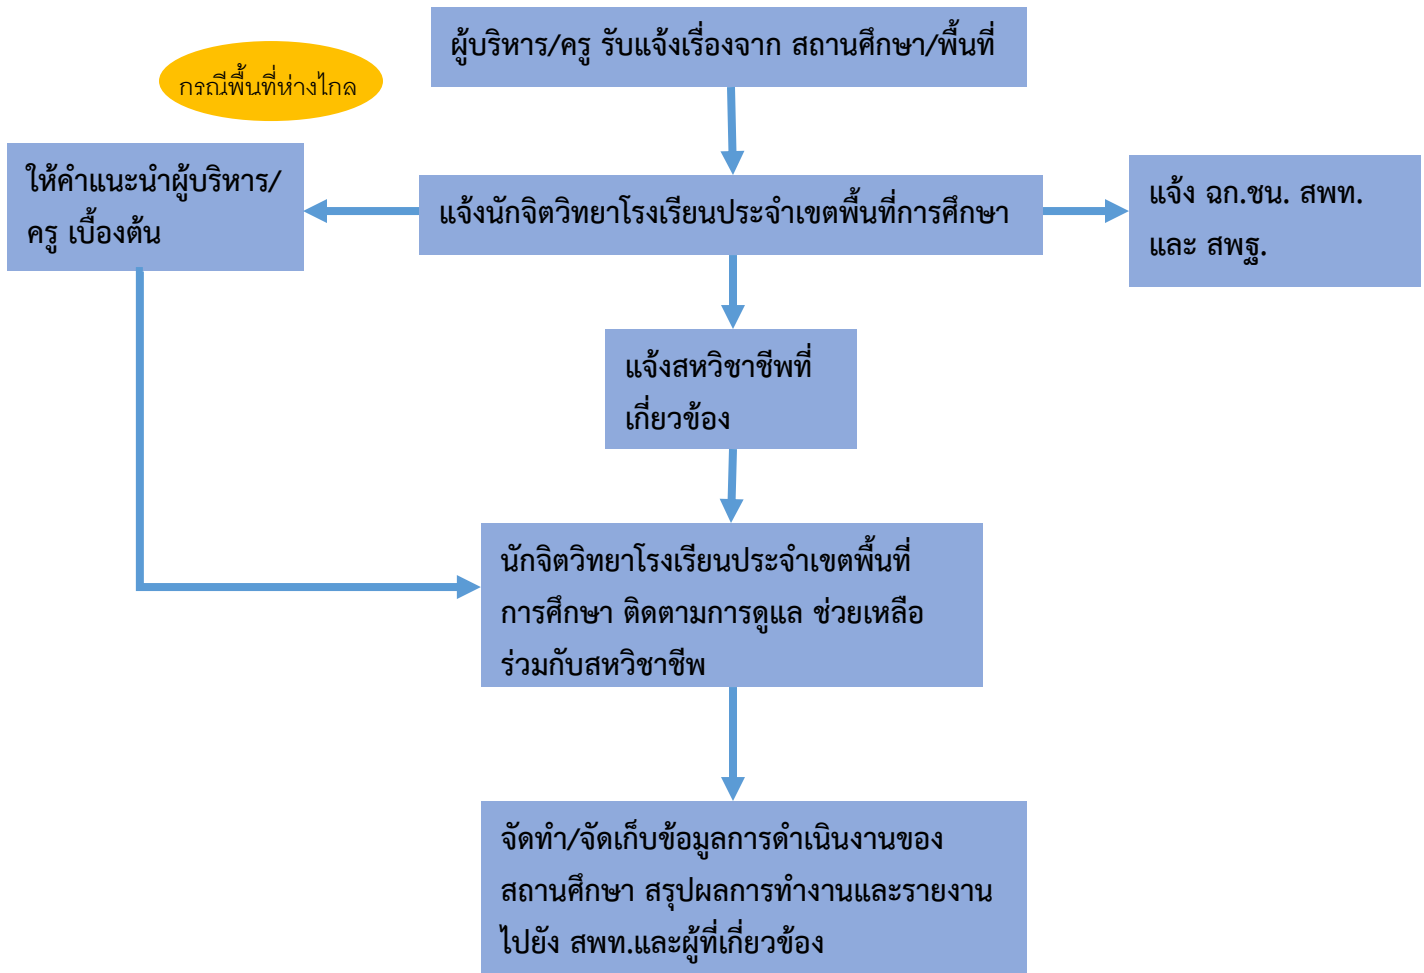 ผู้บริหาร/ครู รับแจ้งเรื่องจาก สถานศึกษา/พื้นที่
กรณีพื้นที่ห่างไกล
ให้คำแนะนำผู้บริหาร/
ครู เบื้องต้น
แจ้งนักจิตวิทยาโรงเรียนประจำเขตพื้นที่การศึกษา
แจ้ง ฉก.ชน. สพท.
และ สพฐ.
แจ้งสหวิชาชีพที่
เกี่ยวข้อง
นักจิตวิทยาโรงเรียนประจำเขตพื้นที่
การศึกษา ติดตามการดูแล ช่วยเหลือ
ร่วมกับสหวิชาชีพ
จัดทำ/จัดเก็บข้อมูลการดำเนินงานของ
สถานศึกษา สรุปผลการทำงานและรายงาน
ไปยัง สพท.และผู้ที่เกี่ยวข้อง